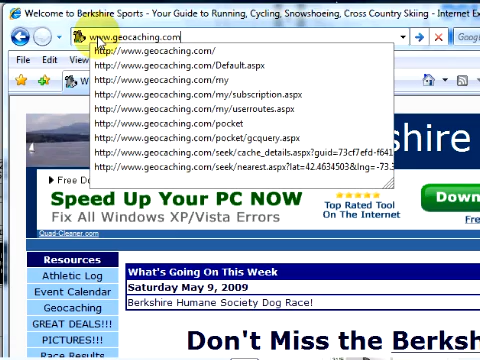 Welcome to Berkshire Sports - Your Guide to Running, Cycling, Snowshoeing, Cross Country Skiing - Internet E
www.geocaching.com
File Edit
http://www.geocaching.com/
http://www.geocaching.com/Default.aspx
http://www.geocaching.com/my
http://www.geocaching.com/my/subscription.aspx
http://www.geocaching.com/my/userroutes.aspx
http://www.geocaching.com/pocket
http://www.geocaching.com/pocket/gcquery.aspx
http://www.geocaching.com/seek/cache_details.aspx?guid=73cf7efd-f641
http://www.geocaching.com/seek/nearest.aspx?lat=42.4634503&lng=-73.
kshire
Free Do
Speed Up Your PC NOW
Fix All Windows XP/Vista Errors
Top Rated Tool
On The Internet
Down
Fre
Quad-Cleaner.com
Resources
Athletic Log
Event Calendar
Geocaching
GREAT DEALS!!!
PICTURES!!!
Race Results
What's Going On This Week
Saturday May 9, 2009
Berkshire Humane Society Dog Race!
Don't Miss the Berksh